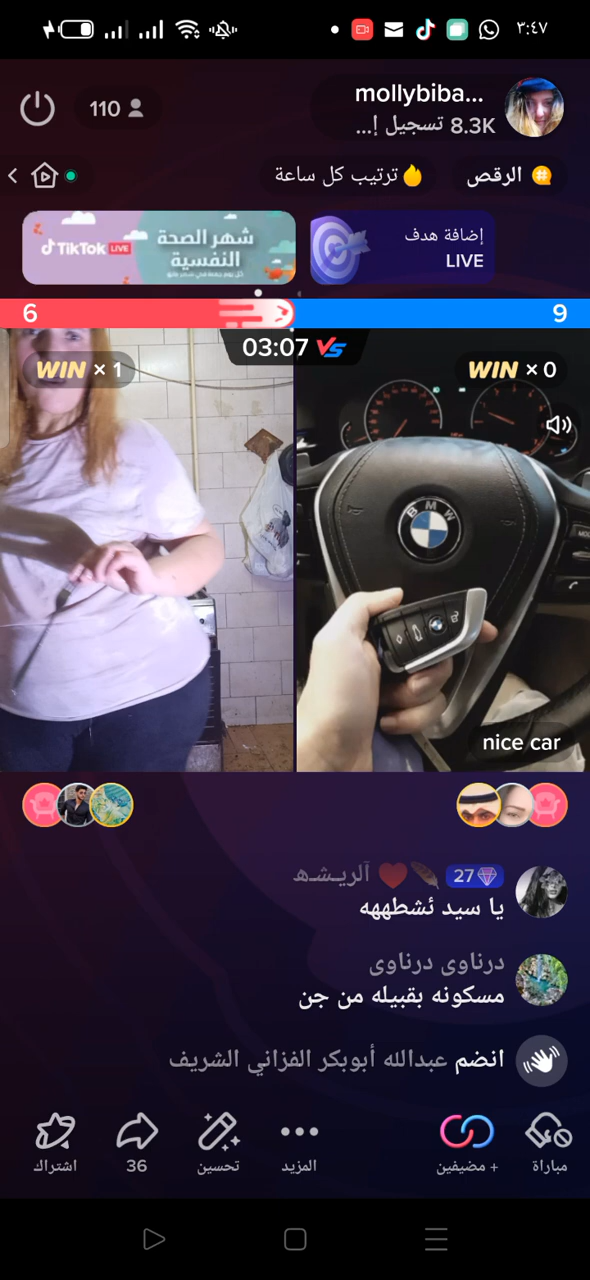 ٣:٤٧
mollybiba...
8.3K تسجيل إ...
110
الرقص
ترتيب كل ساعة
إضافة هدف
LIVE
شهر الصحة
النفسية
TikTok LIVE
6
9
03:07 VS
WIN × 1
WIN × 0
BMW
nice car
27
آلريـشـﮫ
يا سيد ئشطههه
درناوى درناوى
مسكونه بقبيله من جن
انضم عبدالله أبوبكر الفزاني الشريف
اشتراك
36
تحسين
المزيد
+ مضيفين
مباراة